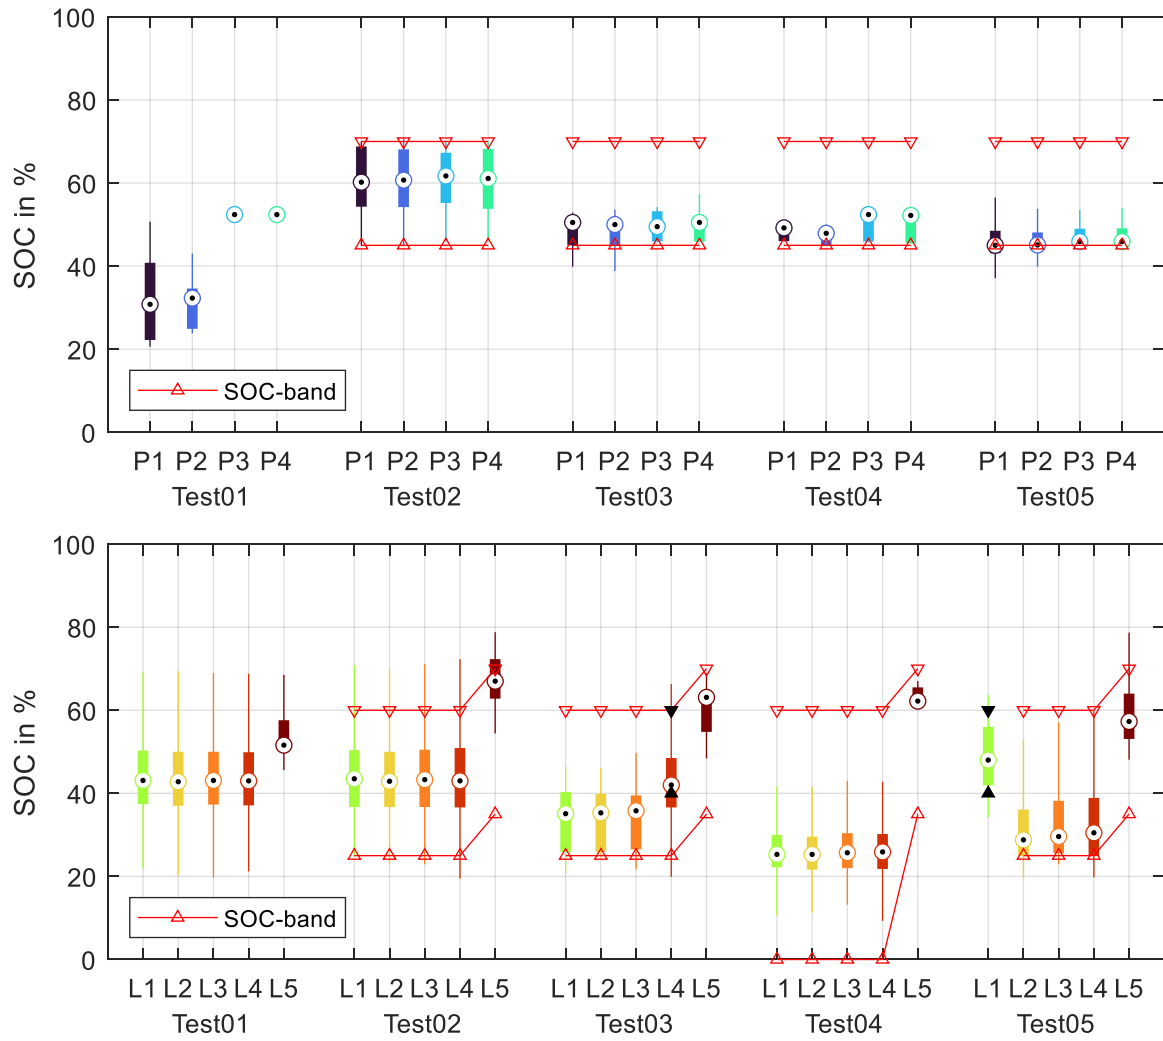 100
80
60
40
20
0
SOC in %
SOC-band
P1 P2 P3 P4 P1 P2 P3 P4 P1 P2 P3 P4 P1 P2 P3 P4 P1 P2 P3 P4
Test01 Test02 Test03 Test04 Test05
100
80
60
40
20
0
SOC in %
SOC-band
L1 L2 L3 L4 L5 L1 L2 L3 L4 L5 L1 L2 L3 L4 L5 L1 L2 L3 L4 L5 L1 L2 L3 L4 L5
Test01 Test02 Test03 Test04 Test05